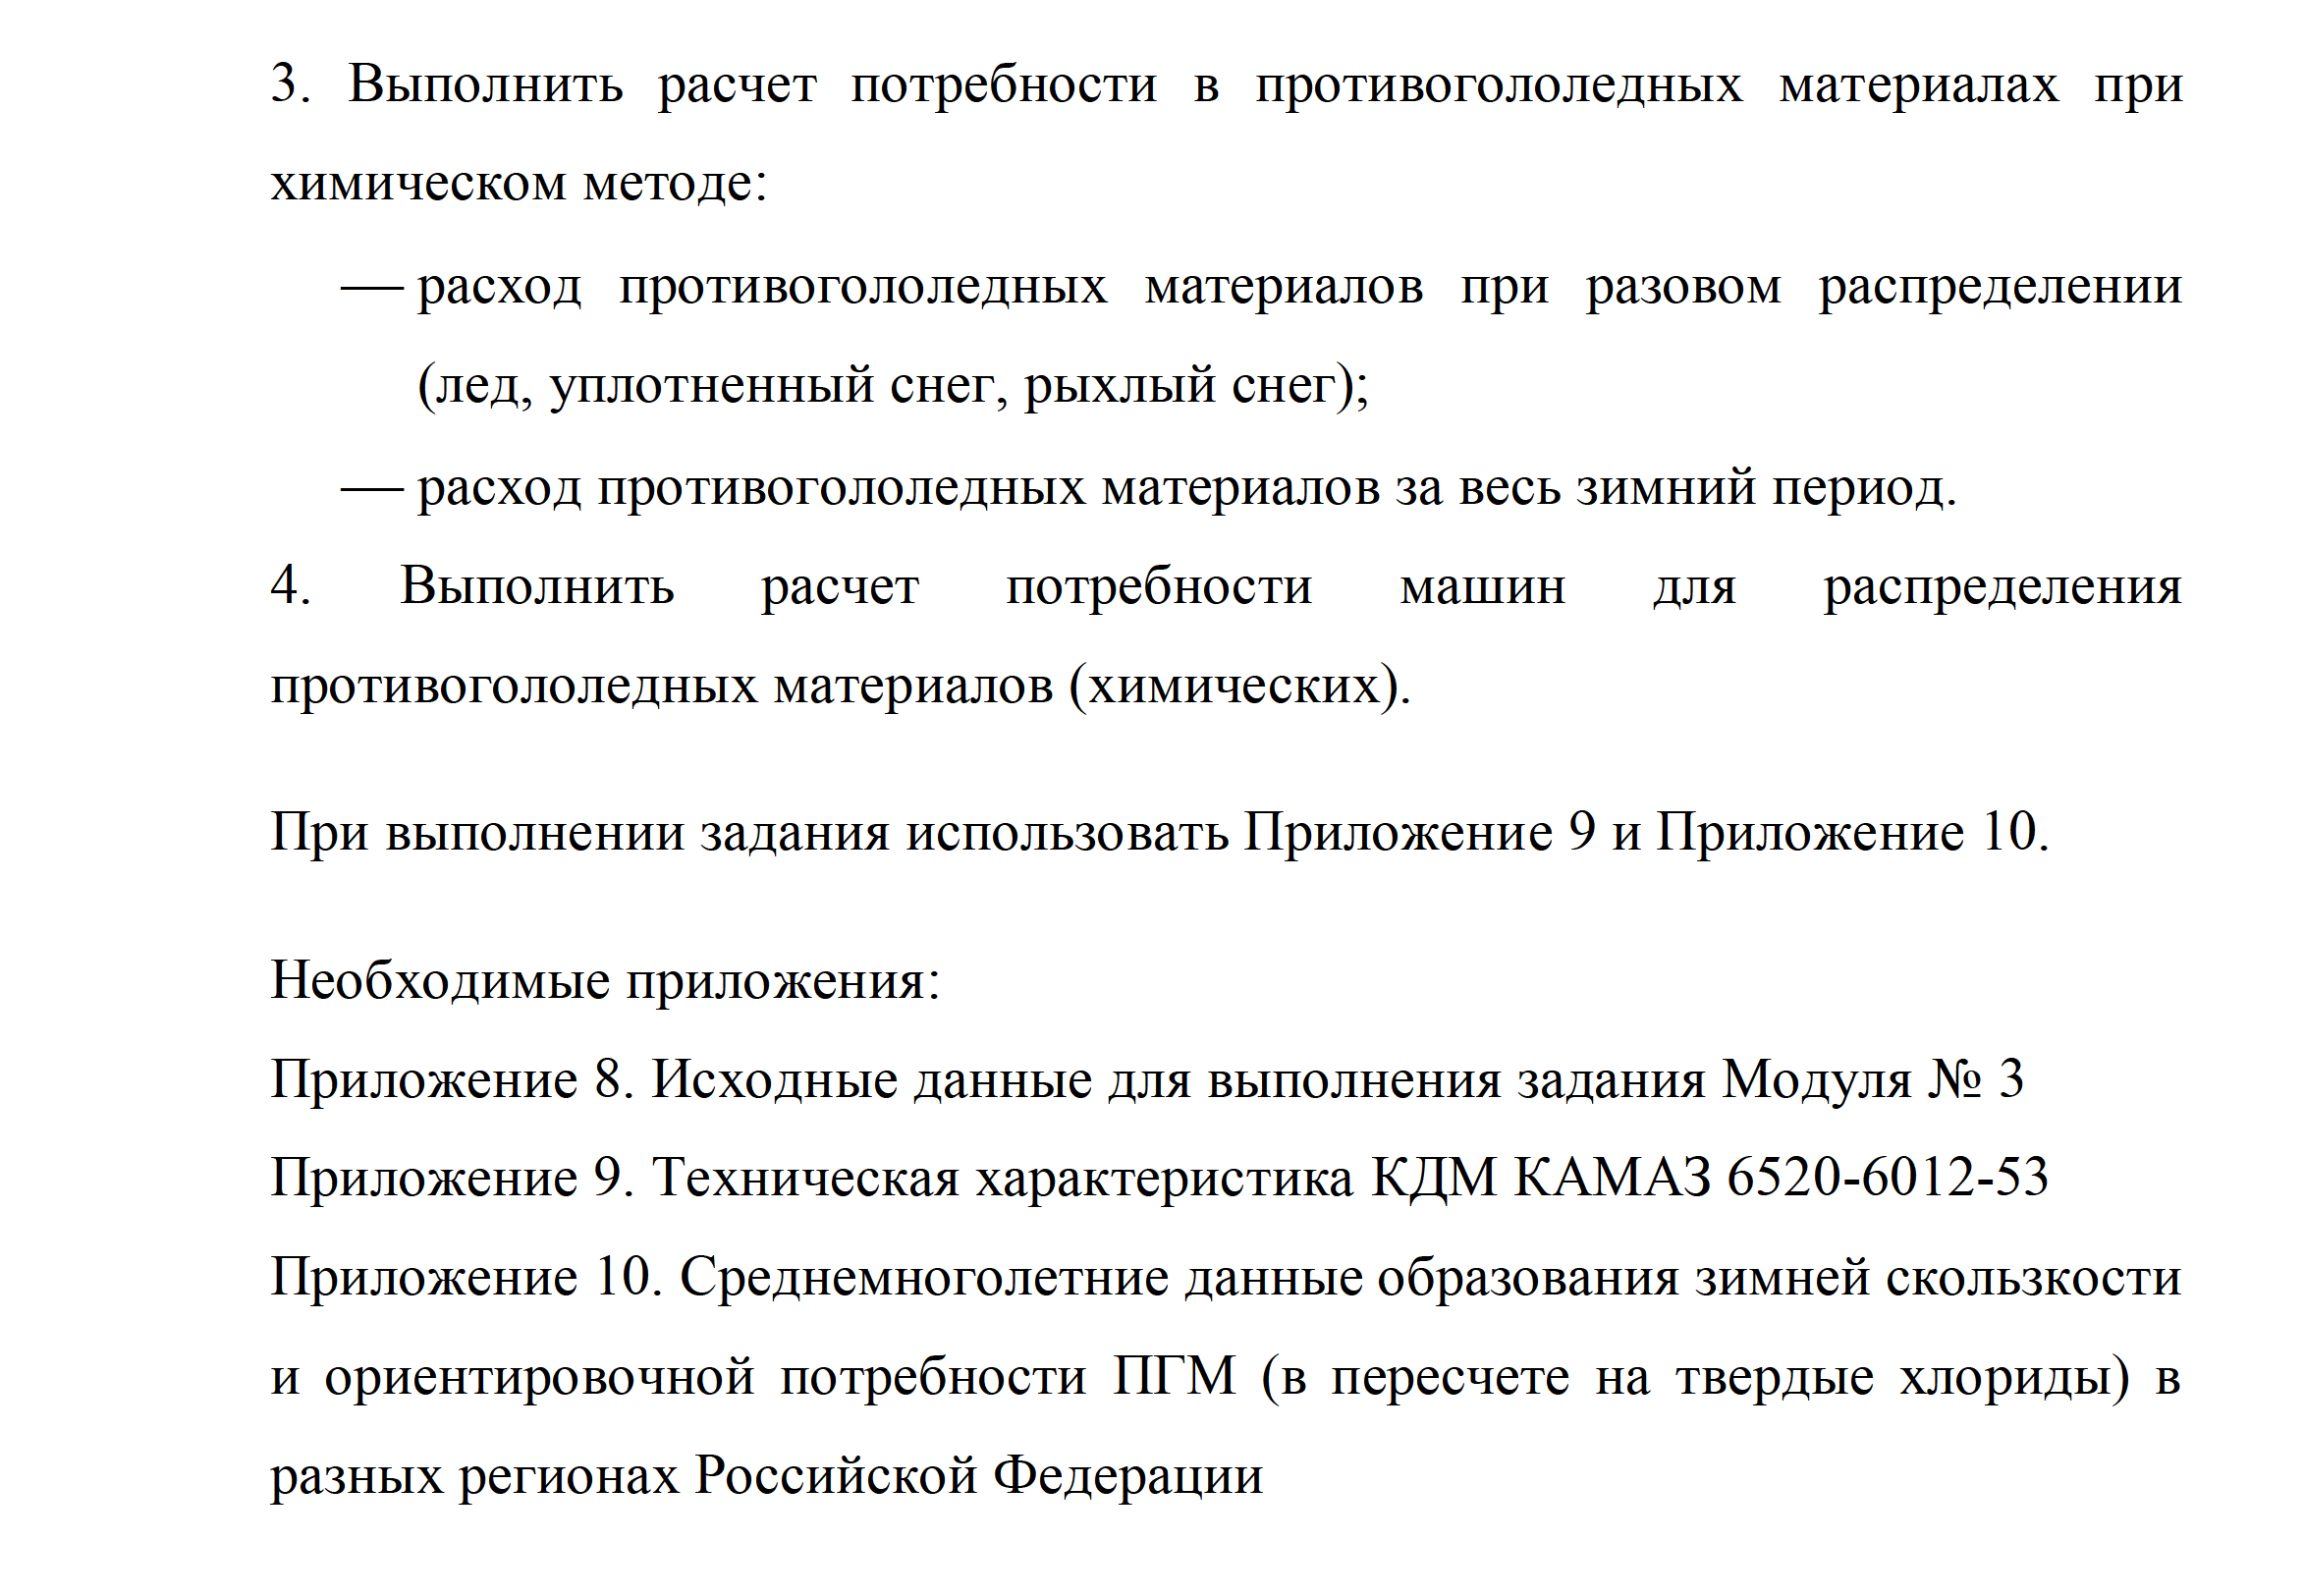 3. Выполнить расчет потребности в противогололедных материалах при
химическом методе:
— расход противогололедных материалов при разовом распределении
(лед, уплотненный снег, рыхлый снег);
— расход противогололедных материалов за весь зимний период.
4. Выполнить расчет потребности машин для распределения
противогололедных материалов (химических).
При выполнении задания использовать Приложение 9 и Приложение 10.
Необходимые приложения:
Приложение 8. Исходные данные для выполнения задания Модуля № 3
Приложение 9. Техническая характеристика КДМ КАМАЗ 6520-6012-53
Приложение 10. Среднемноголетние данные образования зимней скользкости
и ориентировочной потребности ПГМ (в пересчете на твердые хлориды) в
разных регионах Российской Федерации